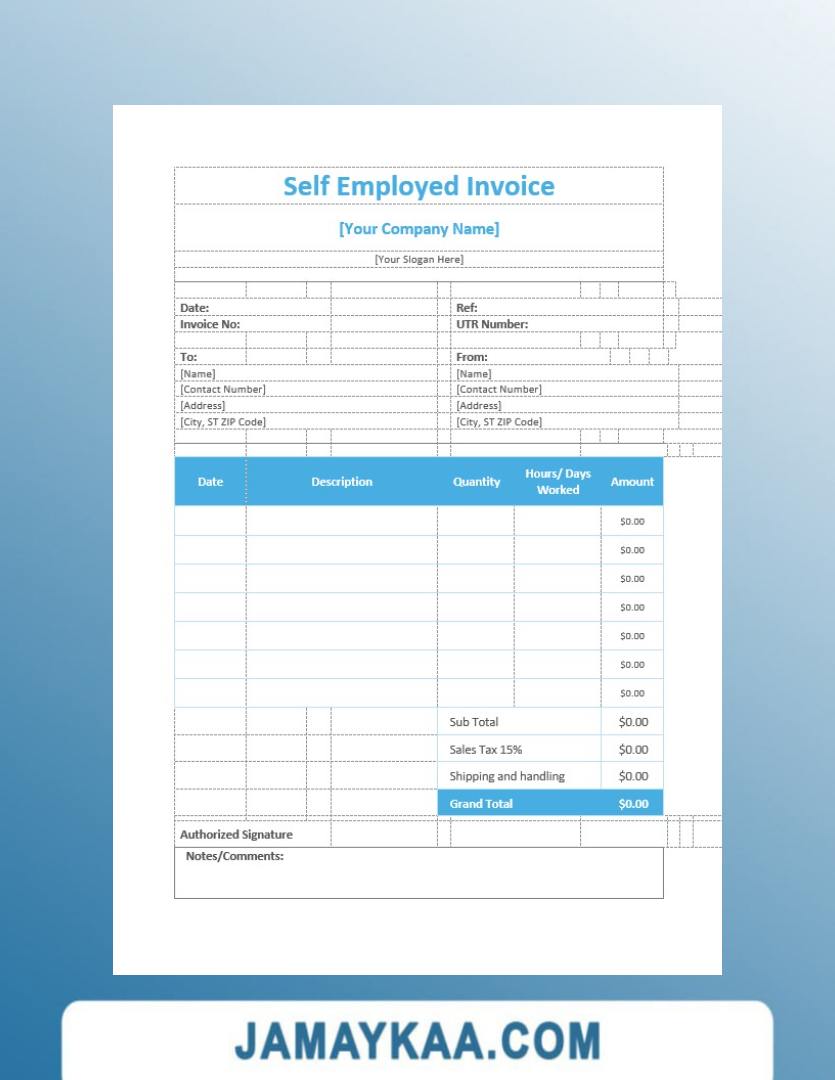 Self Employed Invoice
[Your Company Name]
[Your Slogan Here]
Date: Ref:
Invoice No: UTR Number:
To: From:
[Name] [Name]
[Contact Number] [Contact Number]
[Address] [Address]
[City, ST ZIP Code] [City, ST ZIP Code]
Date Description Quantity Hours/ Days Worked Amount
$0.00
$0.00
$0.00
$0.00
$0.00
$0.00
$0.00
Sub Total $0.00
Sales Tax 15% $0.00
Shipping and handling $0.00
Grand Total $0.00
Authorized Signature
Notes/Comments:
JAMAYKAA.COM